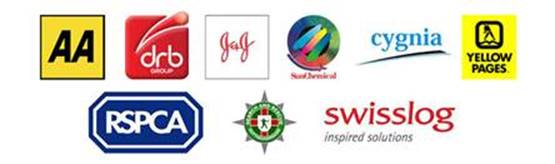 AA
drb
GROUP
J&J
SunChemical
cygnia
YELLOW
PAGES
RSPCA
swisslog
inspired solutions